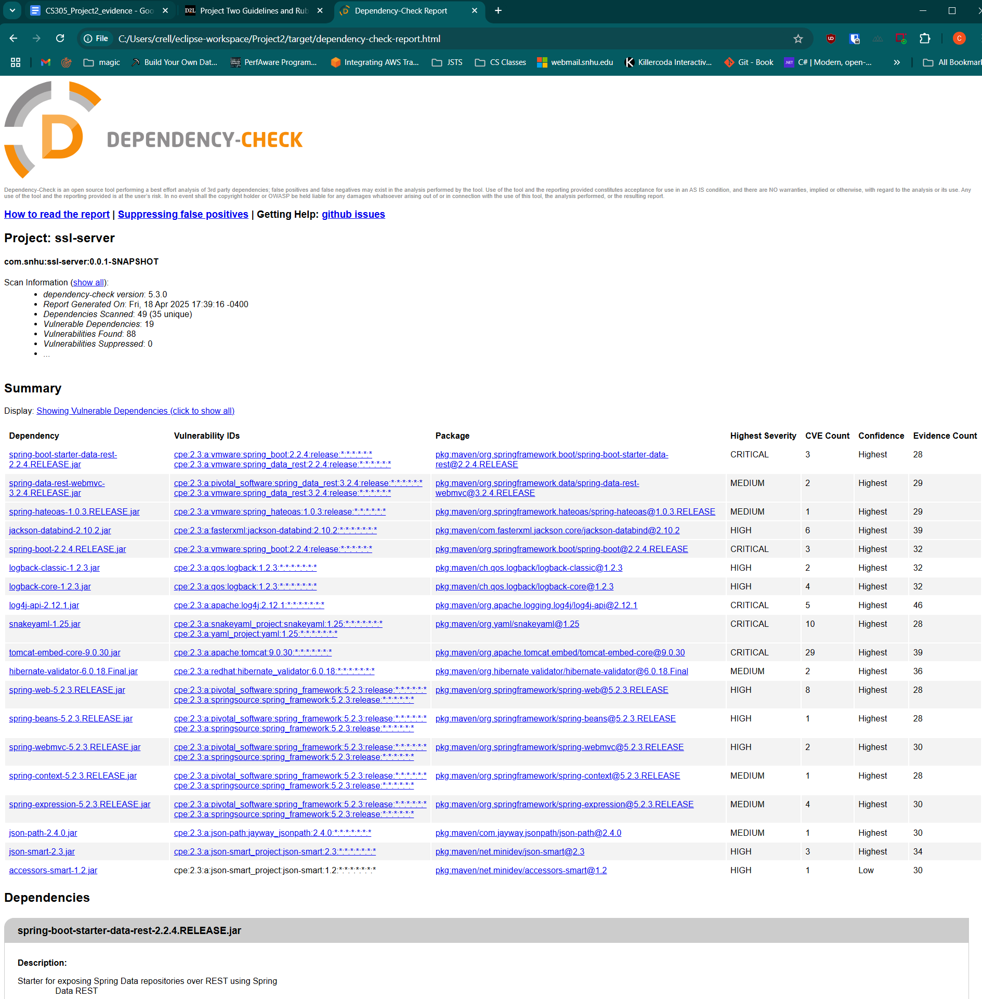 CS305_Project2_evidence - Goo
Project Two Guidelines and Rub
Dependency-Check Report
File
C:/Users/crell/eclipse-workspace/Project2/target/dependency-check-report.html
C
magic
Build Your Own Dat...
PerfAware Program...
Integrating AWS Tra...
JSTS
CS Classes
webmail.snhu.edu
Killercoda Interactiv...
Git - Book
C# | Modern, open-...
All Bookmark
DEPENDENCY-CHECK
Dependency-Check is an open source tool performing a best effort analysis of 3rd party dependencies; false positives and false negatives may exist in the analysis performed by the tool. Use of the tool and the reporting provided constitutes acceptance for use in an AS IS condition, and there are NO warranties, implied or otherwise, with regard to the analysis or its use. Any
use of the tool and the reporting provided is at the user's risk. In no event shall the copyright holder or OWASP be held liable for any damages whatsoever arising out of or in connection with the use of this tool, the analysis performed, or the resulting report.
How to read the report | Suppressing false positives | Getting Help: github issues
Project: ssl-server
com.snhu:ssl-server:0.0.1-SNAPSHOT
Scan Information (show all):
• dependency-check version: 5.3.0
• Report Generated On: Fri, 18 Apr 2025 17:39:16 -0400
• Dependencies Scanned: 49 (35 unique)
• Vulnerable Dependencies: 19
• Vulnerabilities Found: 88
• Vulnerabilities Suppressed: 0
• ...
Summary
Display: Showing Vulnerable Dependencies (click to show all)
Dependency Vulnerability IDs Package Highest Severity CVE Count Confidence Evidence Count
spring-boot-starter-data-rest- cpe:2.3:a:vmware:spring_boot:2.2.4:release:*:*:*:*:*:* pkg:maven/org.springframework.boot/spring-boot-starter-data- CRITICAL 3 Highest 28
2.2.4.RELEASE.jar cpe:2.3:a:vmware:spring_data_rest:2.2.4:release:*:*:*:*:*:* rest@2.2.4.RELEASE
spring-data-rest-webmvc- cpe:2.3:a:pivotal_software:spring_data_rest:3.2.4:release:*:*:*:*:*:* pkg:maven/org.springframework.data/spring-data-rest- MEDIUM 2 Highest 29
3.2.4.RELEASE.jar cpe:2.3:a:vmware:spring_data_rest:3.2.4:release:*:*:*:*:*:* webmvc@3.2.4.RELEASE
spring-hateoas-1.0.3.RELEASE.jar cpe:2.3:a:vmware:spring_hateoas:1.0.3:release:*:*:*:*:*:* pkg:maven/org.springframework.hateoas/spring-hateoas@1.0.3.RELEASE MEDIUM 1 Highest 29
jackson-databind-2.10.2.jar cpe:2.3:a:fasterxml:jackson-databind:2.10.2:*:*:*:*:*:*:* pkg:maven/com.fasterxml.jackson.core/jackson-databind@2.10.2 HIGH 6 Highest 39
spring-boot-2.2.4.RELEASE.jar cpe:2.3:a:vmware:spring_boot:2.2.4:release:*:*:*:*:*:* pkg:maven/org.springframework.boot/spring-boot@2.2.4.RELEASE CRITICAL 3 Highest 32
logback-classic-1.2.3.jar cpe:2.3:a:qos:logback:1.2.3:*:*:*:*:*:*:* pkg:maven/ch.qos.logback/logback-classic@1.2.3 HIGH 2 Highest 32
logback-core-1.2.3.jar cpe:2.3:a:qos:logback:1.2.3:*:*:*:*:*:*:* pkg:maven/ch.qos.logback/logback-core@1.2.3 HIGH 4 Highest 32
log4j-api-2.12.1.jar cpe:2.3:a:apache:log4j:2.12.1:*:*:*:*:*:*:* pkg:maven/org.apache.logging.log4j/log4j-api@2.12.1 CRITICAL 5 Highest 46
snakeyaml-1.25.jar cpe:2.3:a:snakeyaml_project:snakeyaml:1.25:*:*:*:*:*:*:* pkg:maven/org.yaml/snakeyaml@1.25 CRITICAL 10 Highest 28
cpe:2.3:a:yaml_project:yaml:1.25:*:*:*:*:*:*:*
tomcat-embed-core-9.0.30.jar cpe:2.3:a:apache:tomcat:9.0.30:*:*:*:*:*:*:* pkg:maven/org.apache.tomcat.embed/tomcat-embed-core@9.0.30 CRITICAL 29 Highest 39
hibernate-validator-6.0.18.Final.jar cpe:2.3:a:redhat:hibernate_validator:6.0.18:*:*:*:*:*:*:* pkg:maven/org.hibernate.validator/hibernate-validator@6.0.18.Final MEDIUM 2 Highest 36
spring-web-5.2.3.RELEASE.jar cpe:2.3:a:pivotal_software:spring_framework:5.2.3:release:*:*:*:*:*:* pkg:maven/org.springframework/spring-web@5.2.3.RELEASE HIGH 8 Highest 28
cpe:2.3:a:springsource:spring_framework:5.2.3:release:*:*:*:*:*:*
spring-beans-5.2.3.RELEASE.jar cpe:2.3:a:pivotal_software:spring_framework:5.2.3:release:*:*:*:*:*:* pkg:maven/org.springframework/spring-beans@5.2.3.RELEASE HIGH 1 Highest 28
cpe:2.3:a:springsource:spring_framework:5.2.3:release:*:*:*:*:*:*
spring-webmvc-5.2.3.RELEASE.jar cpe:2.3:a:pivotal_software:spring_framework:5.2.3:release:*:*:*:*:*:* pkg:maven/org.springframework/spring-webmvc@5.2.3.RELEASE HIGH 2 Highest 30
cpe:2.3:a:springsource:spring_framework:5.2.3:release:*:*:*:*:*:*
spring-context-5.2.3.RELEASE.jar cpe:2.3:a:pivotal_software:spring_framework:5.2.3:release:*:*:*:*:*:* pkg:maven/org.springframework/spring-context@5.2.3.RELEASE MEDIUM 1 Highest 28
cpe:2.3:a:springsource:spring_framework:5.2.3:release:*:*:*:*:*:*
spring-expression-5.2.3.RELEASE.jar cpe:2.3:a:pivotal_software:spring_framework:5.2.3:release:*:*:*:*:*:* pkg:maven/org.springframework/spring-expression@5.2.3.RELEASE MEDIUM 4 Highest 30
cpe:2.3:a:springsource:spring_framework:5.2.3:release:*:*:*:*:*:*
json-path-2.4.0.jar cpe:2.3:a:json-path:jayway_jsonpath:2.4.0:*:*:*:*:*:*:* pkg:maven/com.jayway.jsonpath/json-path@2.4.0 MEDIUM 1 Highest 30
json-smart-2.3.jar cpe:2.3:a:json-smart_project:json-smart:2.3:*:*:*:*:*:*:* pkg:maven/net.minidev/json-smart@2.3 HIGH 3 Highest 34
accessors-smart-1.2.jar cpe:2.3:a:json-smart_project:json-smart:1.2:*:*:*:*:*:*:* pkg:maven/net.minidev/accessors-smart@1.2 HIGH 1 Low 30
Dependencies
spring-boot-starter-data-rest-2.2.4.RELEASE.jar
Description:
Starter for exposing Spring Data repositories over REST using Spring
Data REST